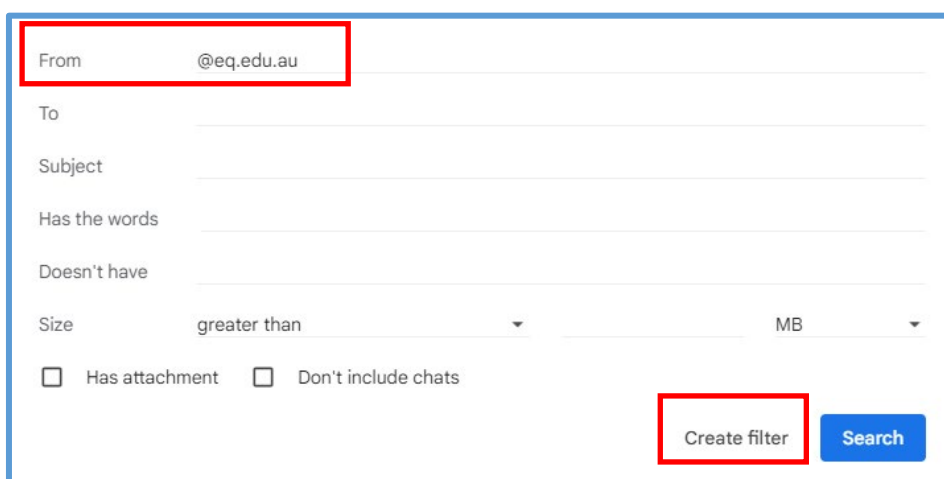 From @eq.edu.au
To
Subject
Has the words
Doesn't have
Size greater than MB
Has attachment Don't include chats
Create filter Search